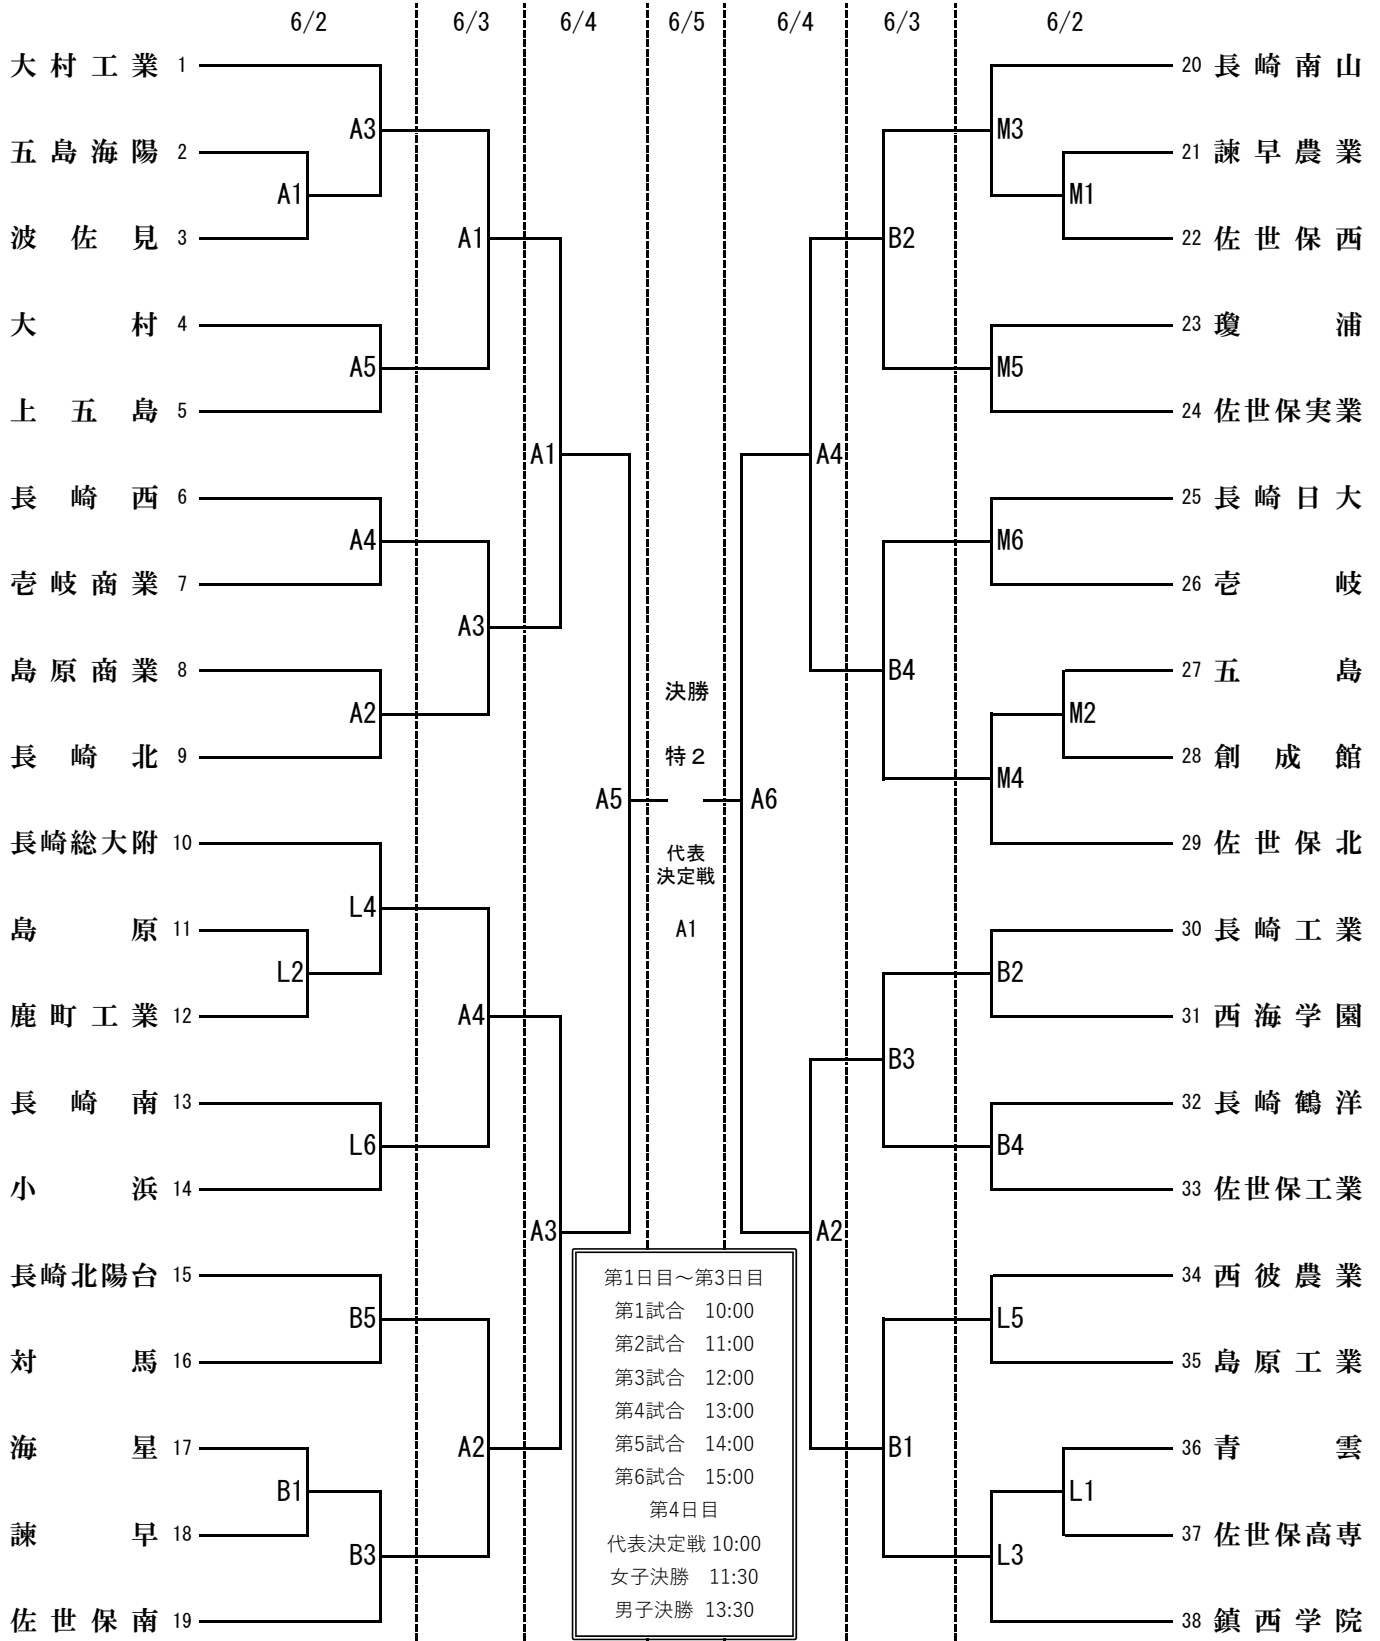 6/2 6/3 6/4 6/5 6/4 6/3 6/2
大村工業 1
五島海陽 2
波佐見 3
大村 4
上五島 5
長崎西 6
壱岐商業 7
島原商業 8
長崎北 9
長崎総大附 10
島原 11
鹿町工業 12
長崎南 13
小浜 14
長崎北陽台 15
対馬 16
海星 17
諫早 18
佐世保南 19
A3
A1
A5
A4
A2
L4
L2
L6
B5
B1
B3
A1
A3
A4
A2
A1
A3
A5
決勝
特2
代表
決定戦
A1
A6
A4
A2
B2
B4
B3
B1
M3
M1
M5
M6
M2
M4
B2
B4
L5
L1
L3
20 長崎南山
21 諫早農業
22 佐世保西
23 瓊浦
24 佐世保実業
25 長崎日大
26 壱岐
27 五島
28 創成館
29 佐世保北
30 長崎工業
31 西海学園
32 長崎鶴洋
33 佐世保工業
34 西彼農業
35 島原工業
36 青雲
37 佐世保高専
38 鎮西学院
第1日目～第3日目
第1試合 10:00
第2試合 11:00
第3試合 12:00
第4試合 13:00
第5試合 14:00
第6試合 15:00
第4日目
代表決定戦 10:00
女子決勝 11:30
男子決勝 13:30